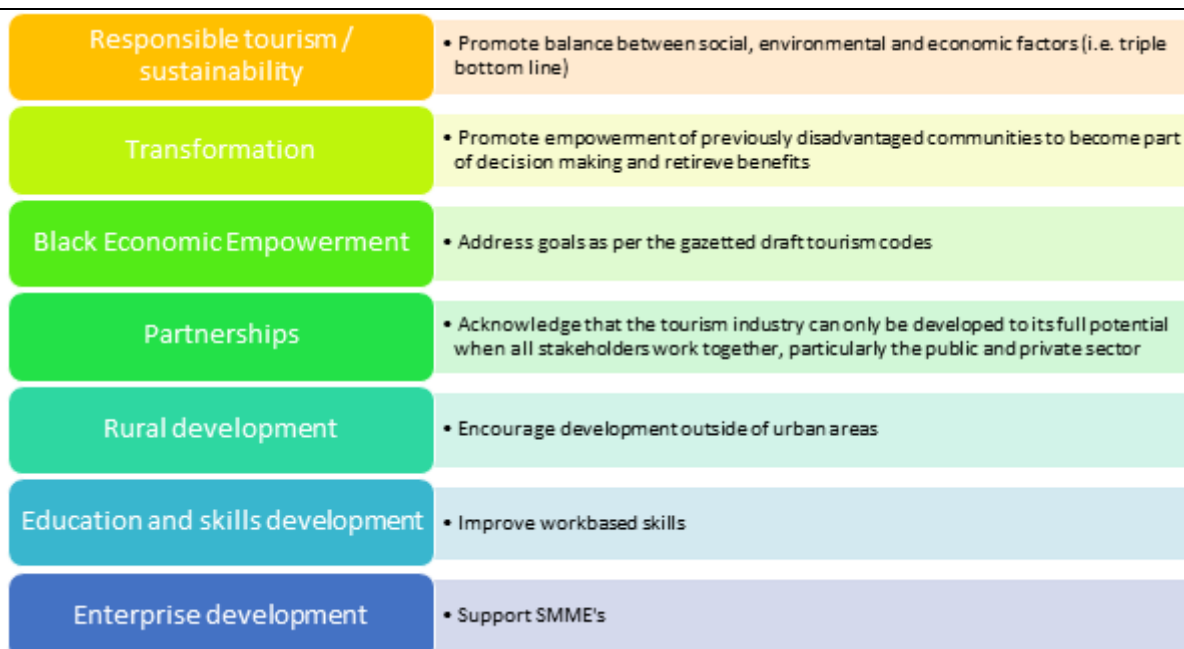 Responsible tourism /
sustainability
• Promote balance between social, environmental and economic factors (i.e. triple
bottom line)
Transformation
• Promote empowerment of previously disadvantaged communities to become part
of decision making and retireve benefits
Black Economic Empowerment
• Address goals as per the gazetted draft tourism codes
Partnerships
• Acknowledge that the tourism industry can only be developed to its full potential
when all stakeholders work together, particularly the public and private sector
Rural development
• Encourage development outside of urban areas
Education and skills development
• Improve workbased skills
Enterprise development
• Support SMME's